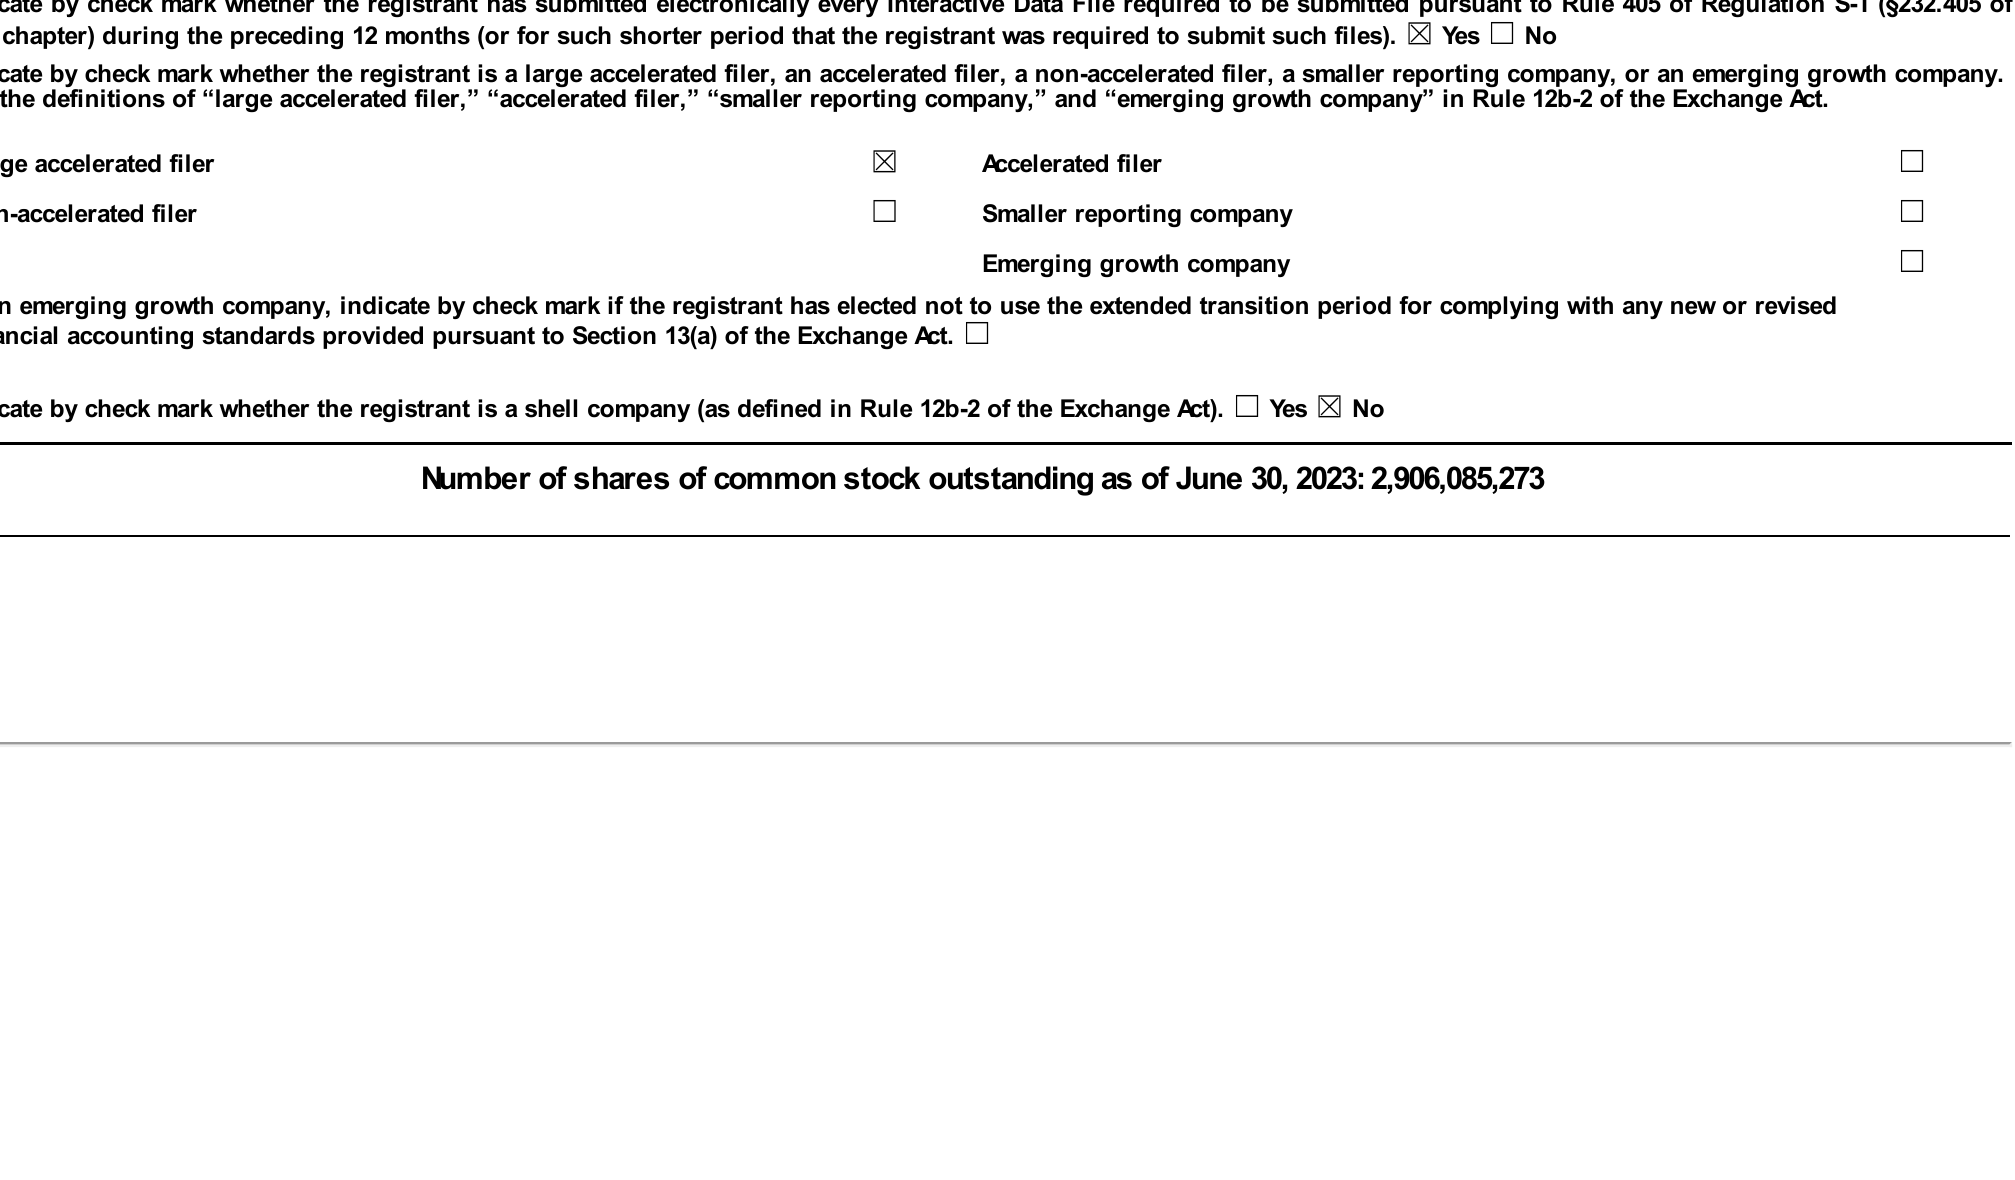 cate by check mark whether the registrant has submitted electronically every Interactive Data File required to be submitted pursuant to Rule 405 of Regulation S-T (§232.405 of
chapter) during the preceding 12 months (or for such shorter period that the registrant was required to submit such files). ☒ Yes ☐ No
cate by check mark whether the registrant is a large accelerated filer, an accelerated filer, a non-accelerated filer, a smaller reporting company, or an emerging growth company.
the definitions of “large accelerated filer,” “accelerated filer,” “smaller reporting company,” and “emerging growth company” in Rule 12b-2 of the Exchange Act.
ge accelerated filer ☒ Accelerated filer ☐
n-accelerated filer ☐ Smaller reporting company ☐
Emerging growth company ☐
n emerging growth company, indicate by check mark if the registrant has elected not to use the extended transition period for complying with any new or revised
ancial accounting standards provided pursuant to Section 13(a) of the Exchange Act. ☐
cate by check mark whether the registrant is a shell company (as defined in Rule 12b-2 of the Exchange Act). ☐ Yes ☒ No
Number of shares of common stock outstanding as of June 30, 2023: 2,906,085,273